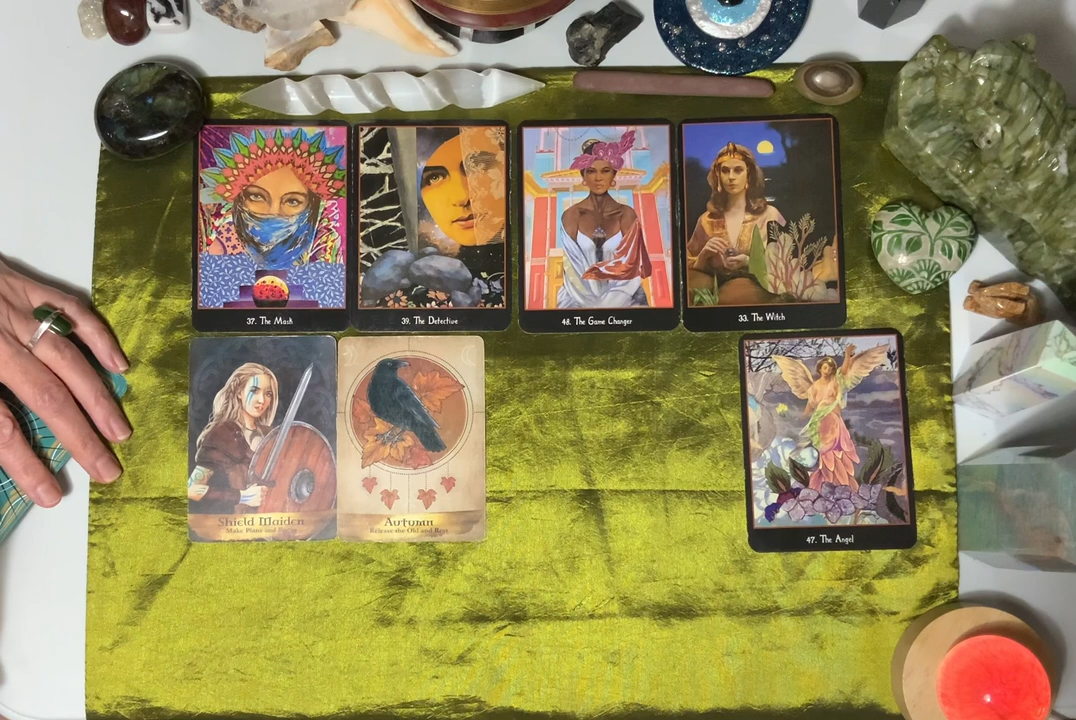 37. The Mask
39. The Detective
48. The Game Changer
33. The Witch
Shield Maiden
Make Plans and
Autumn
Release the Old and Rest
47. The Angel